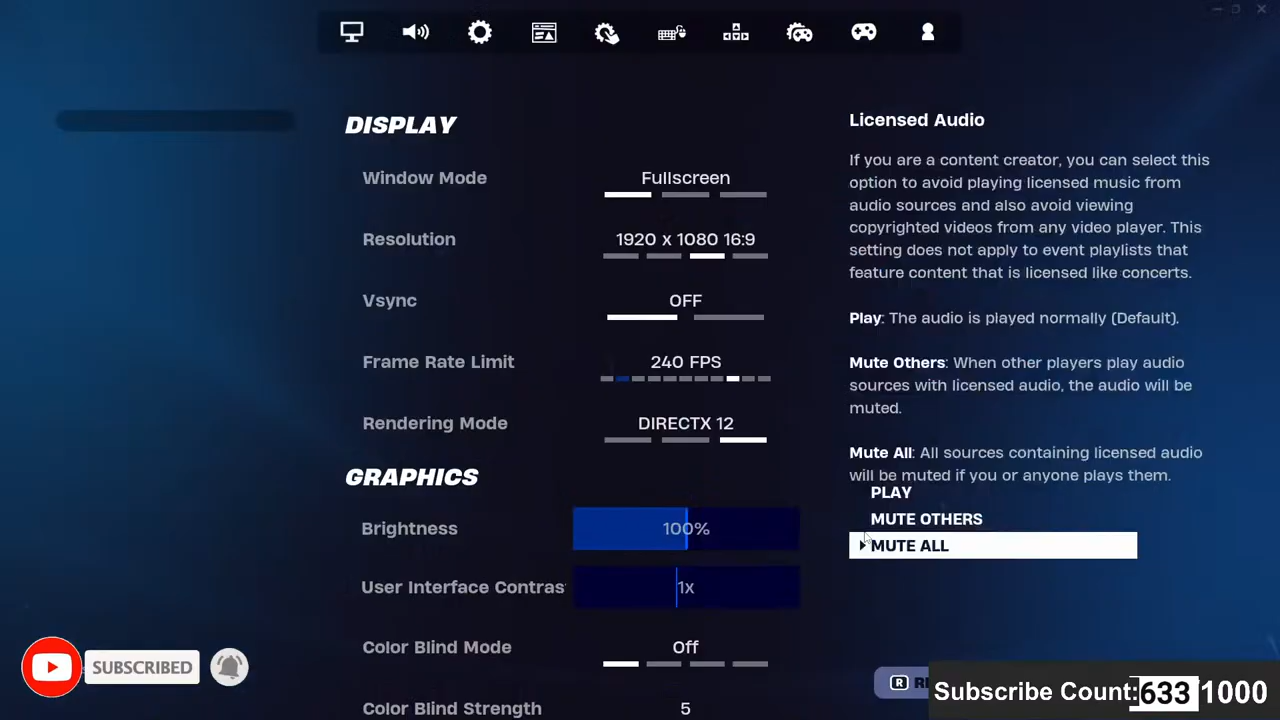 DISPLAY
Window Mode
Fullscreen
Resolution
1920 x 1080 16:9
Vsync
OFF
Frame Rate Limit
240 FPS
Rendering Mode
DIRECTX 12
GRAPHICS
Brightness
100%
User Interface Contras
1x
Color Blind Mode
Off
Color Blind Strength
5
Licensed Audio
If you are a content creator, you can select this
option to avoid playing licensed music from
audio sources and also avoid viewing
copyrighted videos from any video player. This
setting does not apply to event playlists that
feature content that is licensed like concerts.
Play: The audio is played normally (Default).
Mute Others: When other players play audio
sources with licensed audio, the audio will be
muted.
Mute All: All sources containing licensed audio
will be muted if you or anyone plays them.
PLAY
MUTE OTHERS
MUTE ALL
SUBSCRIBED
R
Subscribe Count: 633/1000